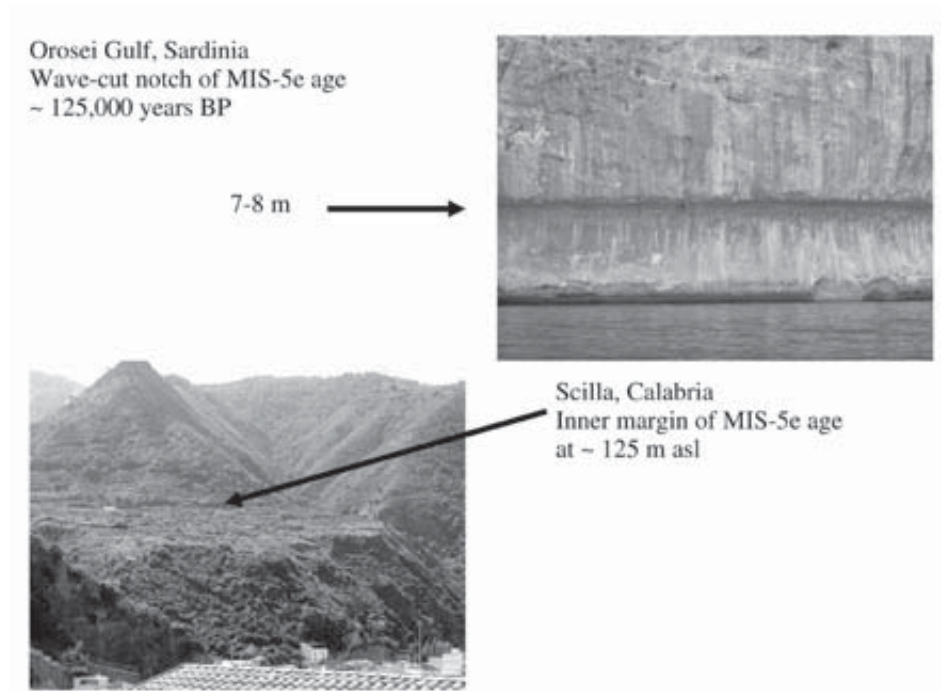 Orosei Gulf, Sardinia
Wave-cut notch of MIS-5e age
~ 125,000 years BP
7-8 m
Scilla, Calabria
Inner margin of MIS-5e age
at ~ 125 m asl